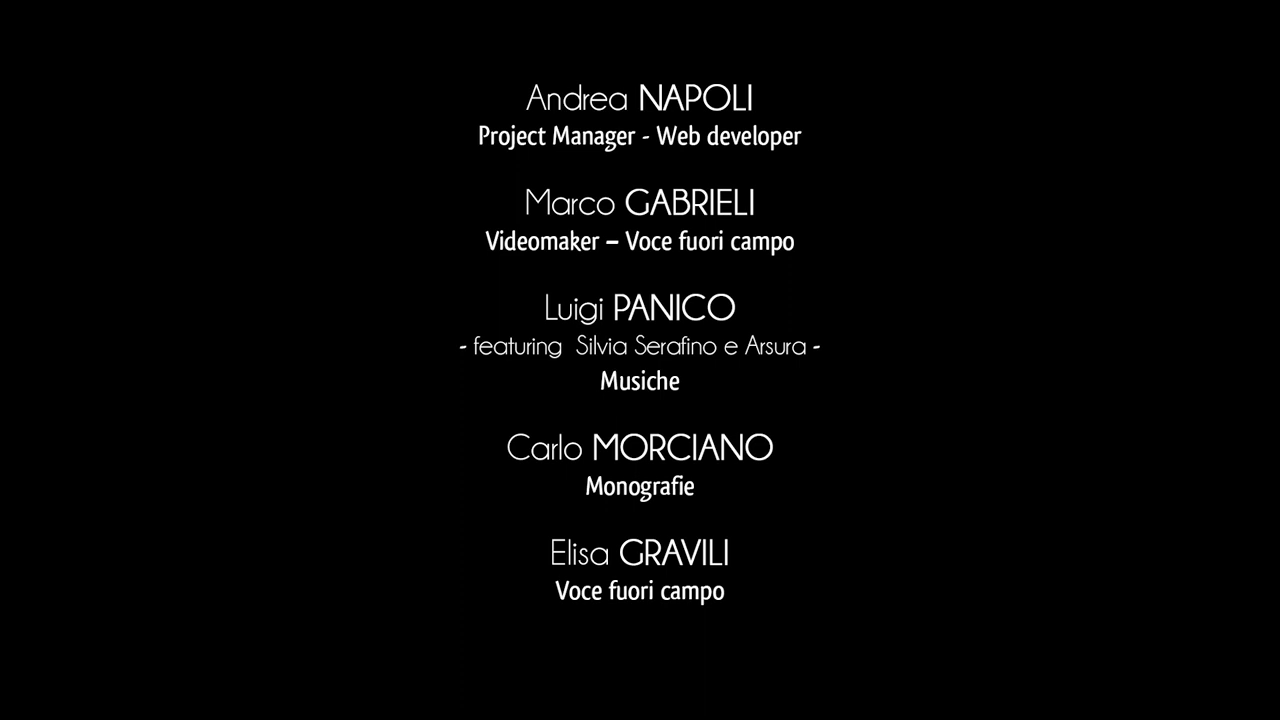 Andrea NAPOLI
Project Manager - Web developer
Marco GABRIELI
Videomaker – Voce fuori campo
Luigi PANICO
- featuring Silvia Serafino e Arsura -
Musiche
Carlo MORCIANO
Monografie
Elisa GRAVILI
Voce fuori campo